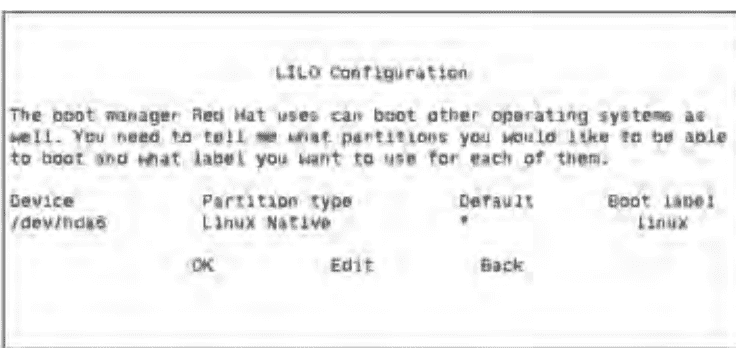 LILO Configuration
The boot manager Red Hat uses can boot other operating systems as
well. You need to tell me what partitions you would like to be able
to boot and what label you want to use for each of them.
Device Partition type Default Boot label
/dev/hda6 Linux Native * linux
OK Edit Back